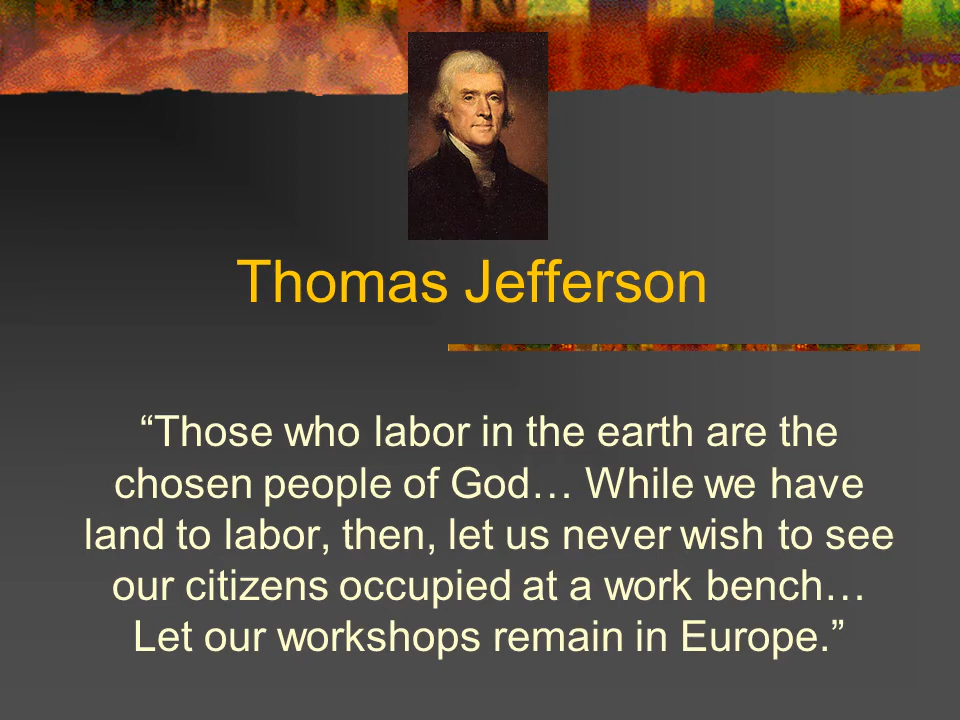 Thomas Jefferson
“Those who labor in the earth are the
chosen people of God… While we have
land to labor, then, let us never wish to see
our citizens occupied at a work bench…
Let our workshops remain in Europe.”